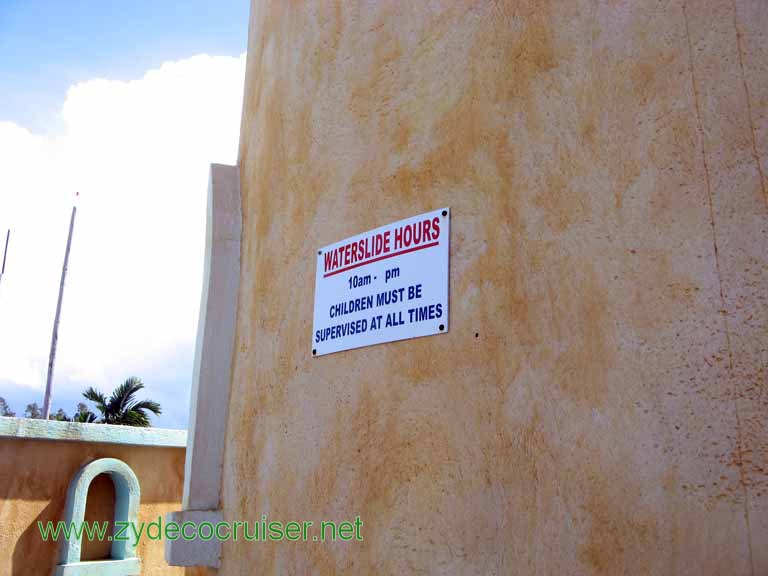 WATERSLIDE HOURS
10am - pm
CHILDREN MUST BE
SUPERVISED AT ALL TIMES
www.zydecocruiser.net